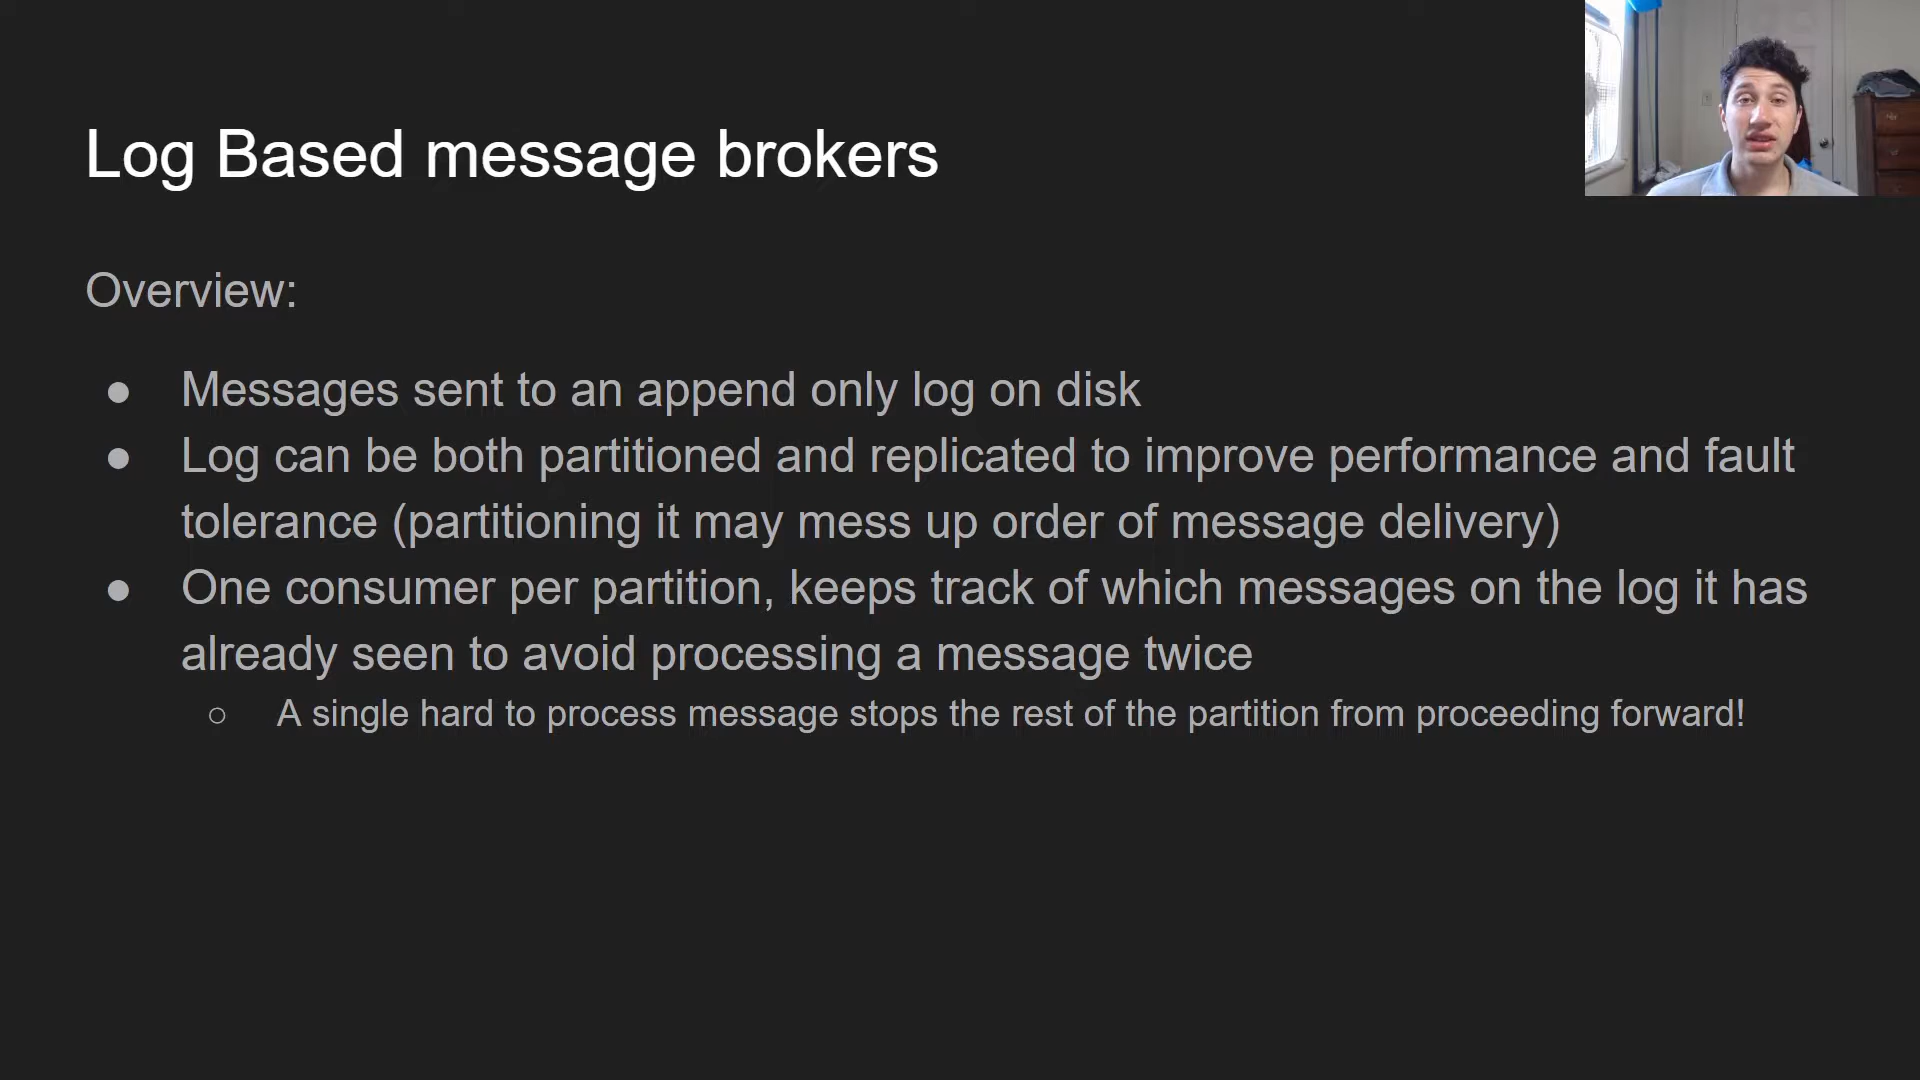 Log Based message brokers
Overview:
● Messages sent to an append only log on disk
● Log can be both partitioned and replicated to improve performance and fault
tolerance (partitioning it may mess up order of message delivery)
● One consumer per partition, keeps track of which messages on the log it has
already seen to avoid processing a message twice
○ A single hard to process message stops the rest of the partition from proceeding forward!